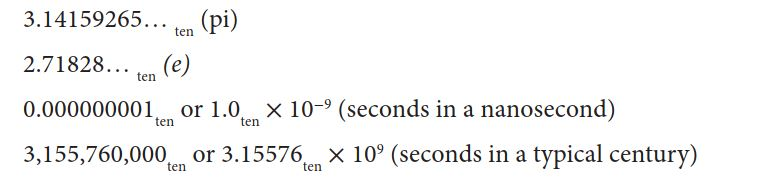 3.14159265… ten (pi)
2.71828… ten (e)
0.000000001ten or 1.0ten × 10⁻⁹ (seconds in a nanosecond)
3,155,760,000ten or 3.15576ten × 10⁹ (seconds in a typical century)